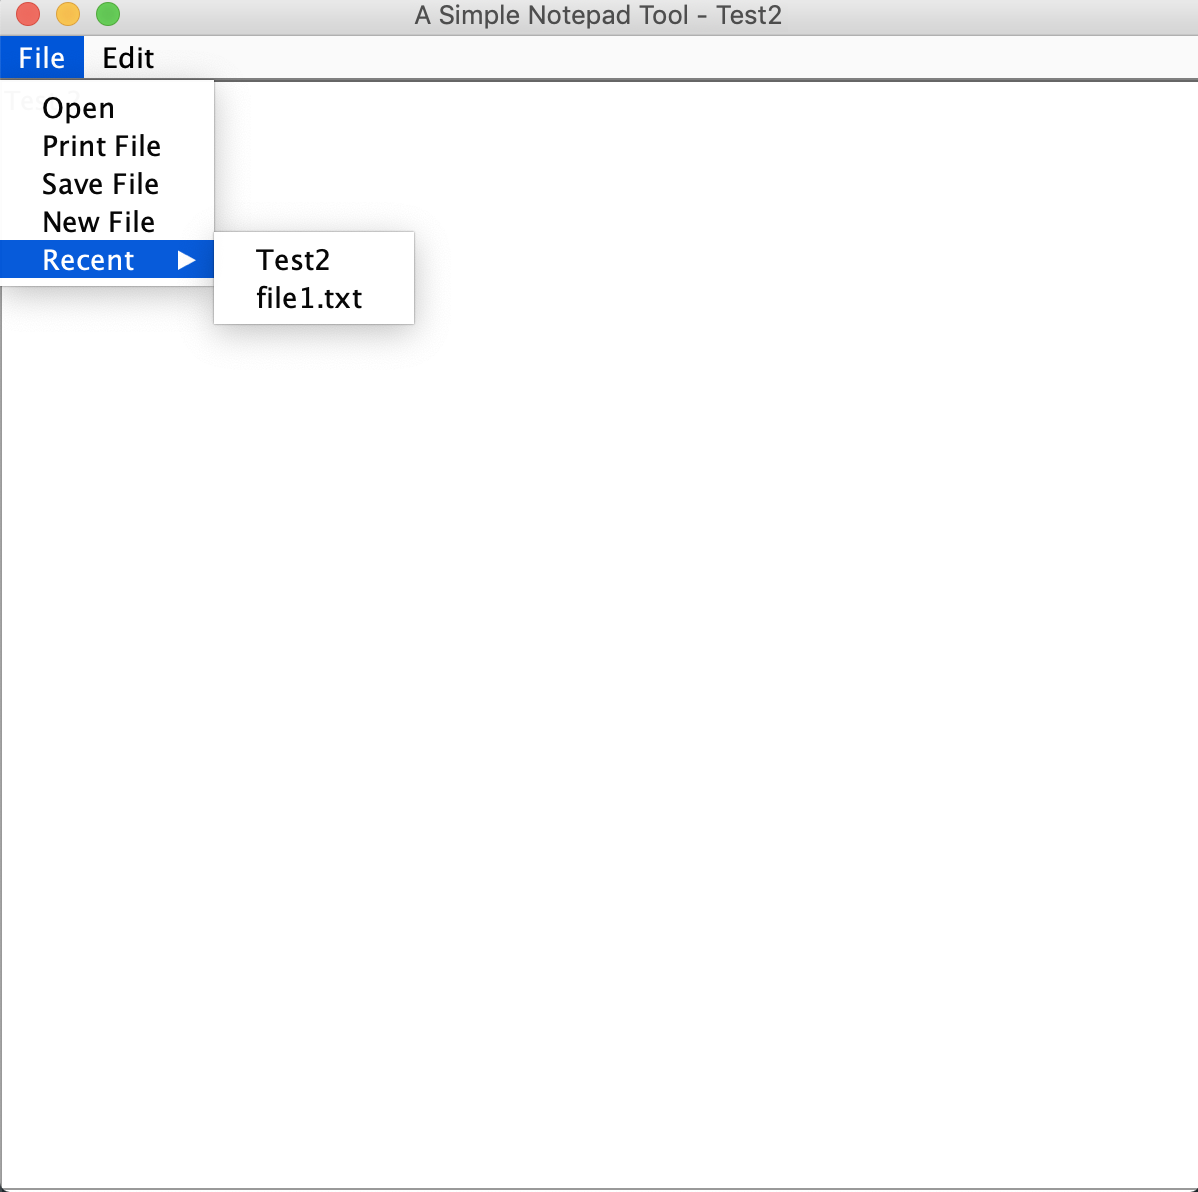 A Simple Notepad Tool - Test2
File Edit
Open
Print File
Save File
New File
Recent
Test2
file1.txt